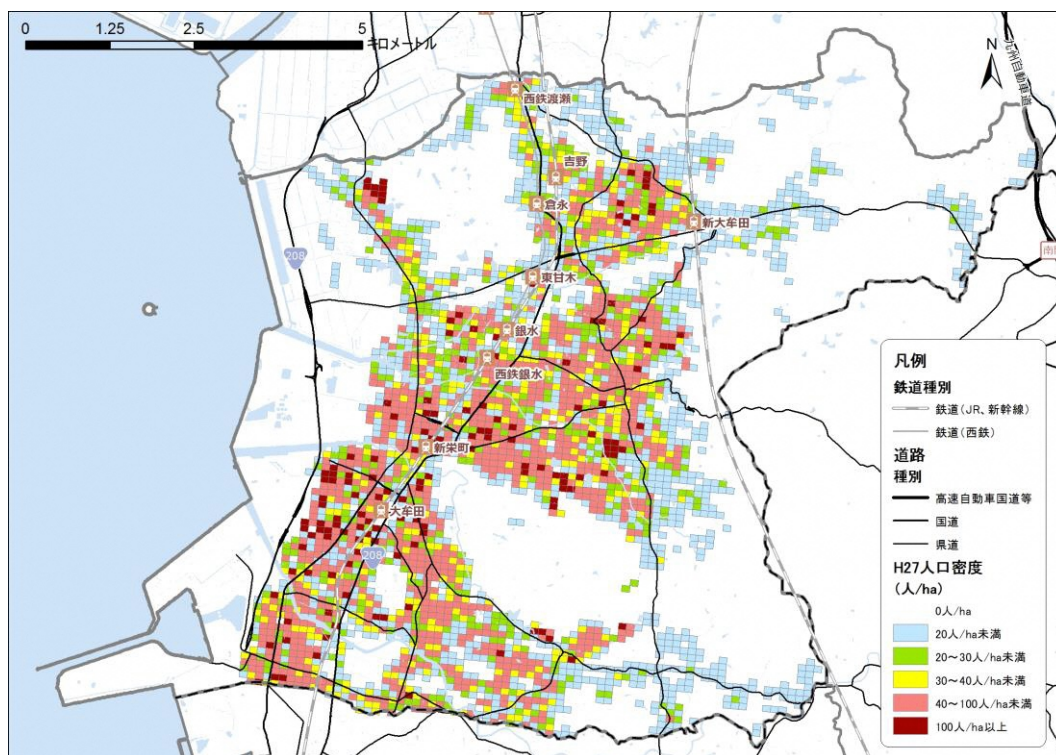 0 1.25 2.5 5
キロメートル
N
九州自動車道
西鉄渡瀬
吉野
倉永
新大牟田
208
東甘木
銀水
西鉄銀水
新栄町
大牟田
208
凡例
鉄道種別
鉄道(JR、新幹線)
鉄道(西鉄)
道路
種別
高速自動車国道等
国道
県道
H27人口密度
(人/ha)
0人/ha
20人/ha未満
20~30人/ha未満
30~40人/ha未満
40~100人/ha未満
100人/ha以上